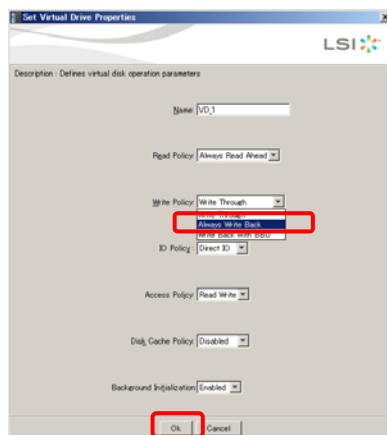 Set Virtual Drive Properties
LSI
Description : Defines virtual disk operation parameters
Name: VD_1
Read Policy: Always Read Ahead
Write Policy: Write Through
Write Through
Always Write Back
Write Back with BBU
IO Policy: Direct IO
Access Policy: Read Write
Disk Cache Policy: Disabled
Background Initialization: Enabled
Ok Cancel